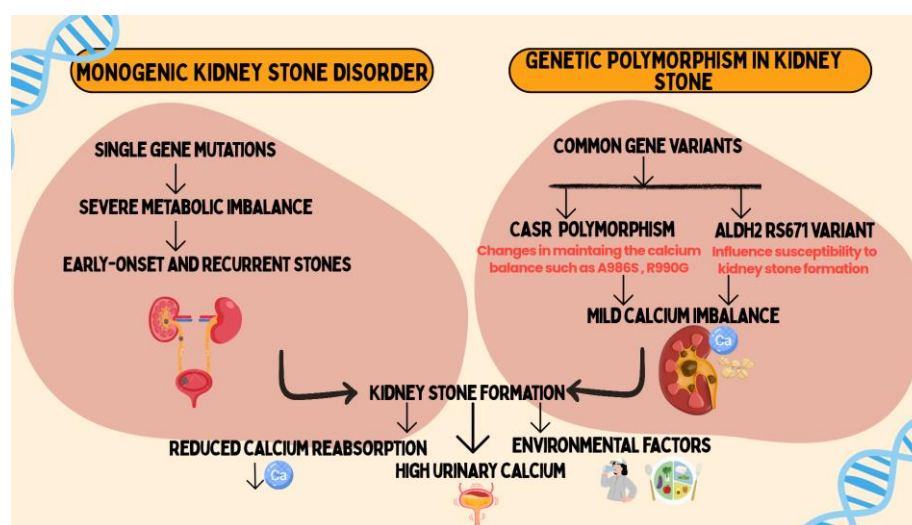 MONOGENIC KIDNEY STONE DISORDER
GENETIC POLYMORPHISM IN KIDNEY
STONE
SINGLE GENE MUTATIONS
SEVERE METABOLIC IMBALANCE
EARLY-ONSET AND RECURRENT STONES
COMMON GENE VARIANTS
CASR POLYMORPHISM
Changes in maintaing the calcium
balance such as A986S , R990G
ALDH2 RS671 VARIANT
Influence susceptibility to
kidney stone formation
MILD CALCIUM IMBALANCE
Ca
KIDNEY STONE FORMATION
REDUCED CALCIUM REABSORPTION
Ca
HIGH URINARY CALCIUM
ENVIRONMENTAL FACTORS